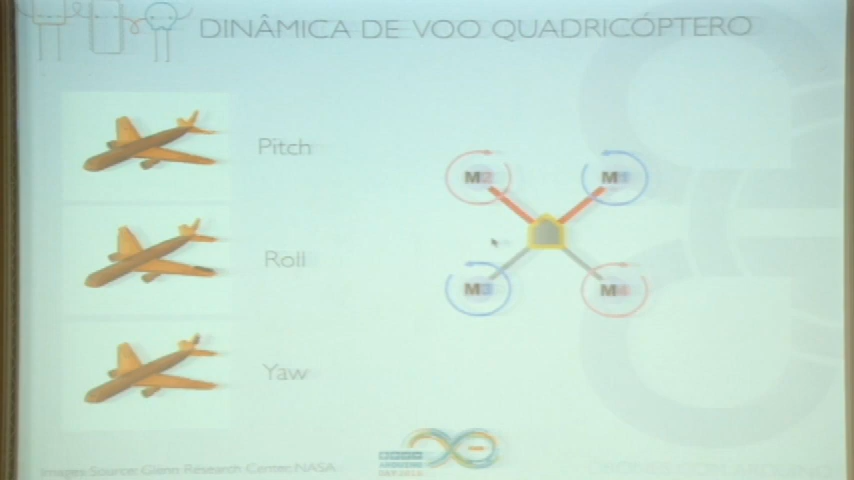 DINÂMICA DE VOO QUADRICÓPTERO
Pitch
M2
M1
Roll
M3
M4
Yaw
Images Source: Glenn Research Center NASA